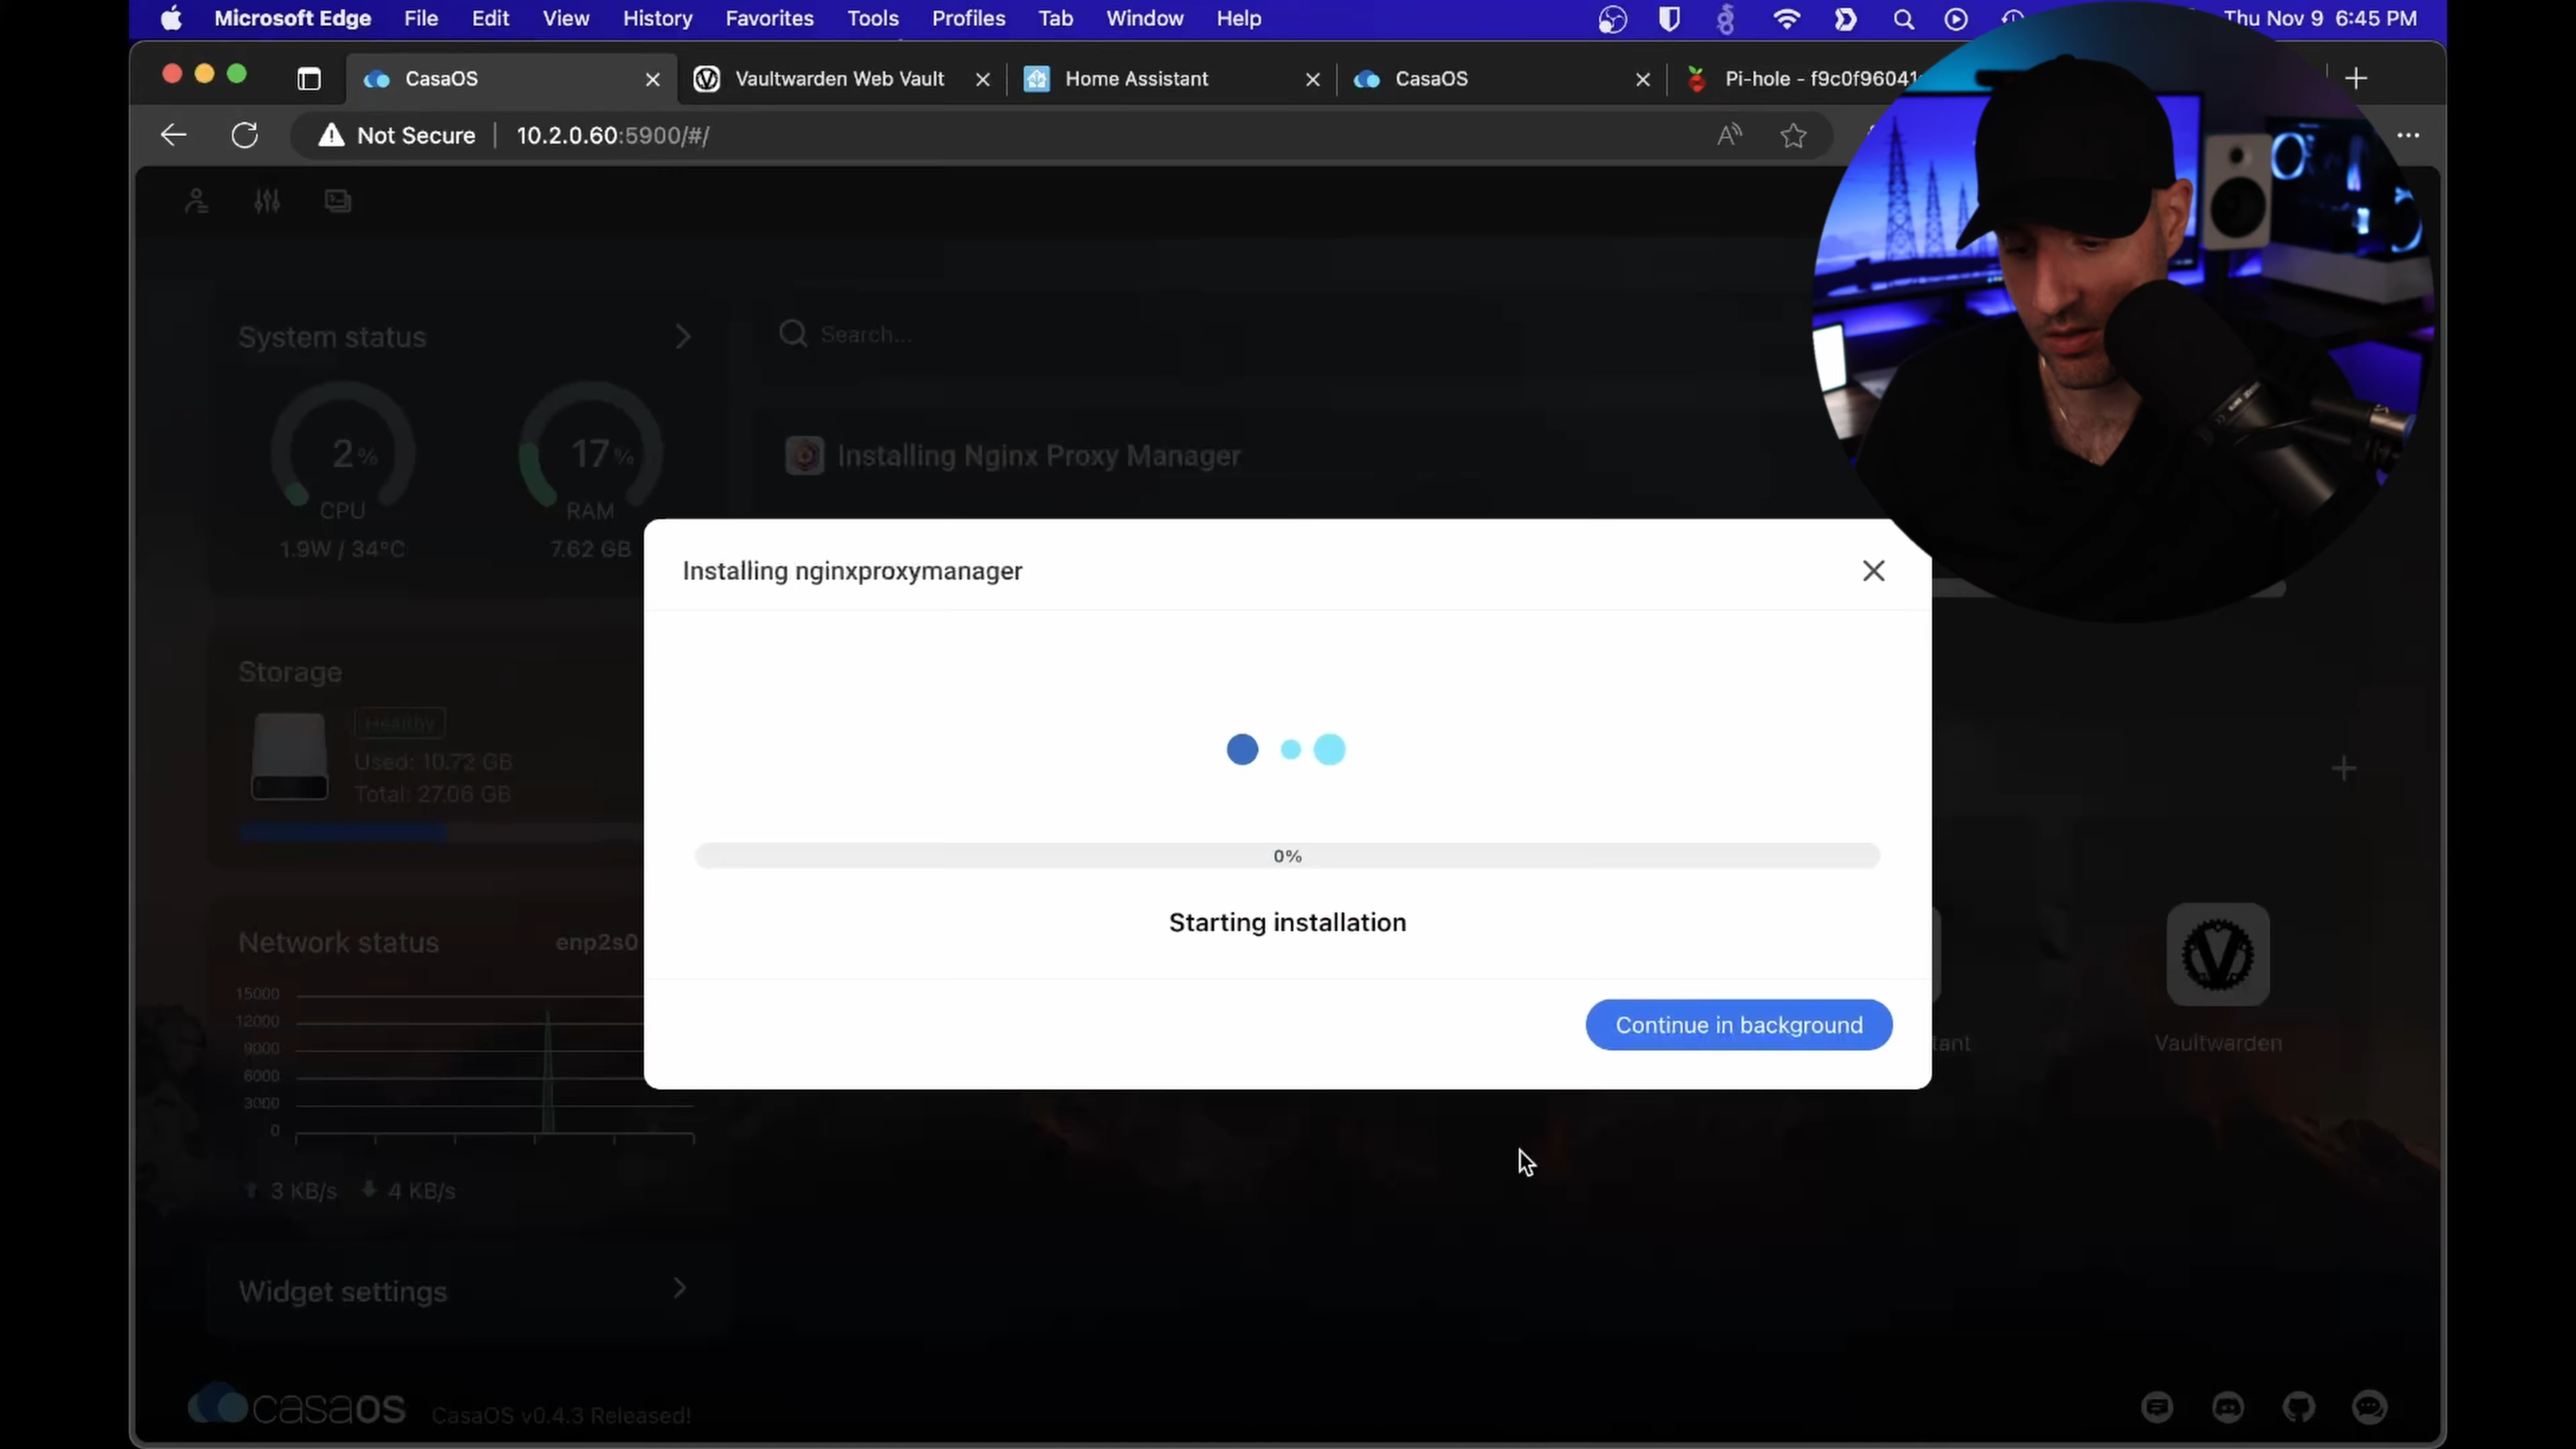 Microsoft Edge File Edit View History Favorites Tools Profiles Tab Window Help Thu Nov 9 6:45 PM
CasaOS Vaultwarden Web Vault Home Assistant CasaOS Pi-hole - f9c0f96041
Not Secure 10.2.0.60:5900/#/
System status
Search...
2%
17%
Installing Nginx Proxy Manager
CPU
RAM
1.9W / 34°C
7.62 GB
Installing nginxproxymanager
Storage
Healthy
Used: 10.72 GB
Total: 27.06 GB
0%
Starting installation
Network status enp2s0
15000
12000
9000
6000
3000
0
Continue in background
tant
Vaultwarden
3 KB/s 4 KB/s
Widget settings
casaos CasaOS v0.4.3 Released!